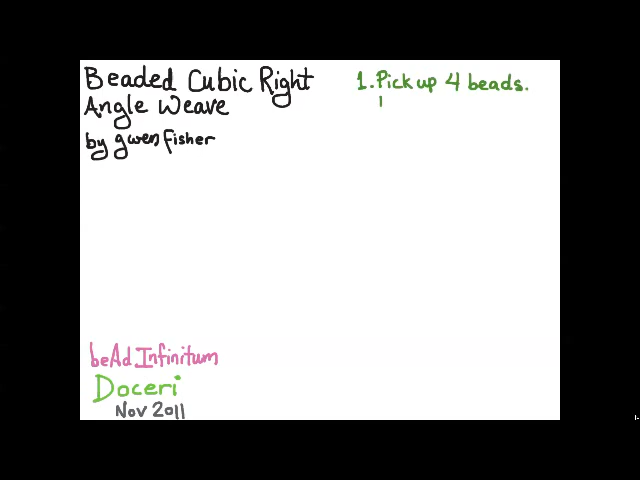 Beaded Cubic Right
Angle Weave
by gwen fisher
1. Pick up 4 beads.
beAd Infinitum
Doceri
Nov 2011